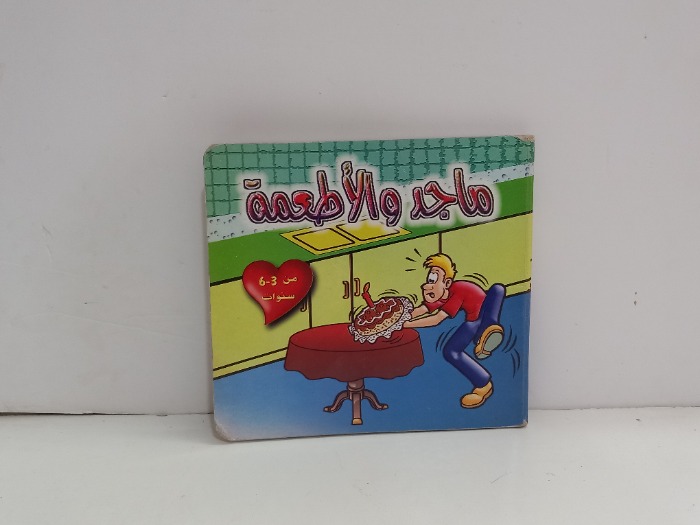 ماجد والأطعمة
من 3-6
سنوات